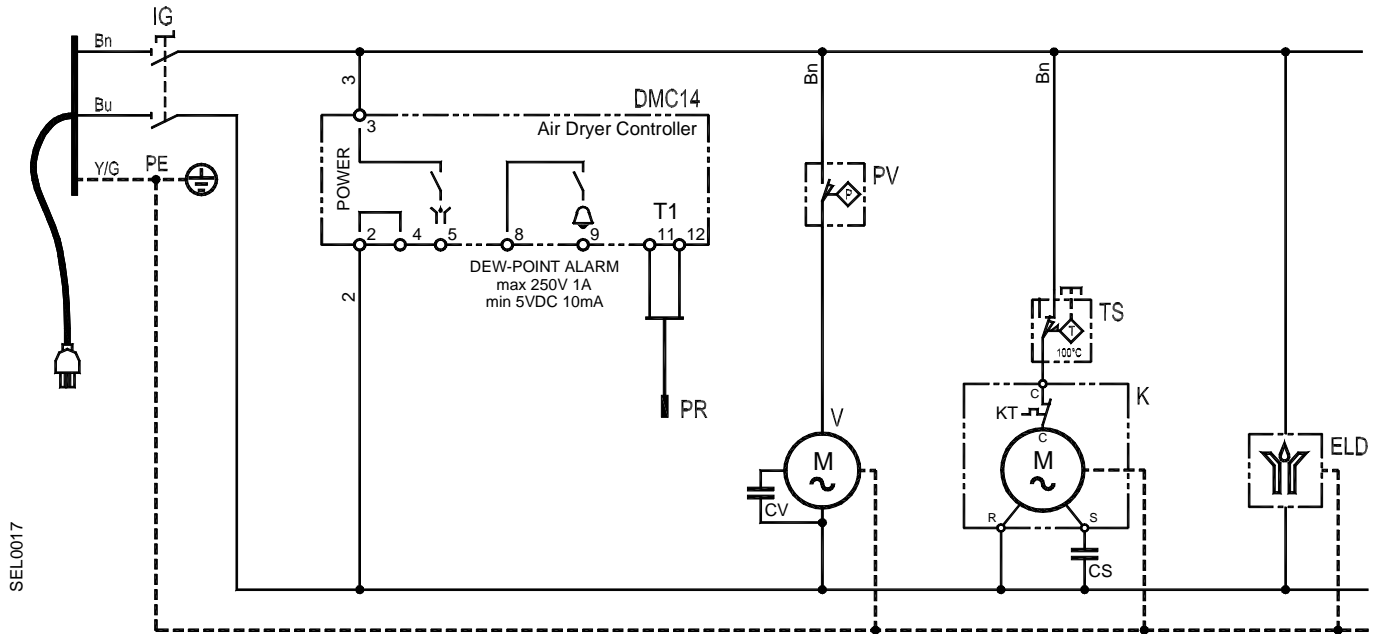 IG
Bn
Bu
Y/G
PE
3
DMC14
3
Air Dryer Controller
POWER
T1
2
4
5
8
9
11
12
DEW-POINT ALARM
max 250V 1A
min 5VDC 10mA
2
PR
Bn
PV
P
V
M
CV
Bn
TS
T
100°C
C
K
KT
C
M
R
S
CS
ELD
SEL0017